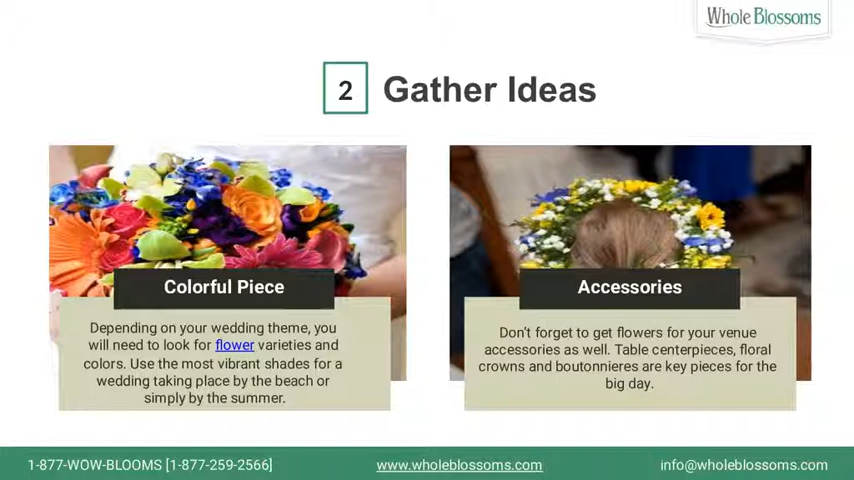 Whole Blossoms
2 Gather Ideas
Colorful Piece
Depending on your wedding theme, you
will need to look for flower varieties and
colors. Use the most vibrant shades for a
wedding taking place by the beach or
simply by the summer.
Accessories
Don't forget to get flowers for your venue
accessories as well. Table centerpieces, floral
crowns and boutonnieres are key pieces for the
big day.
1-877-WOW-BLOOMS [1-877-259-2566]
www.wholeblossoms.com
info@wholeblossoms.com